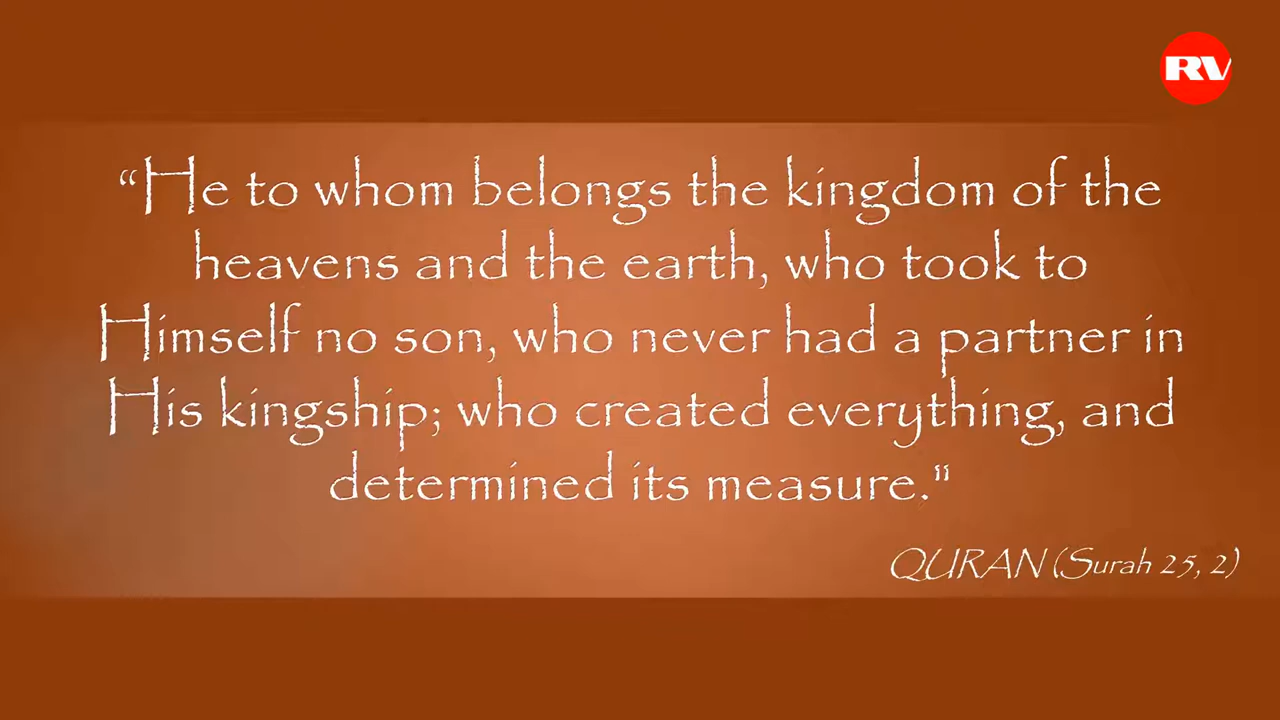 RV
“He to whom belongs the kingdom of the
heavens and the earth, who took to
Himself no son, who never had a partner in
His kingship; who created everything, and
determined its measure."
QURAN (Surah 25, 2)